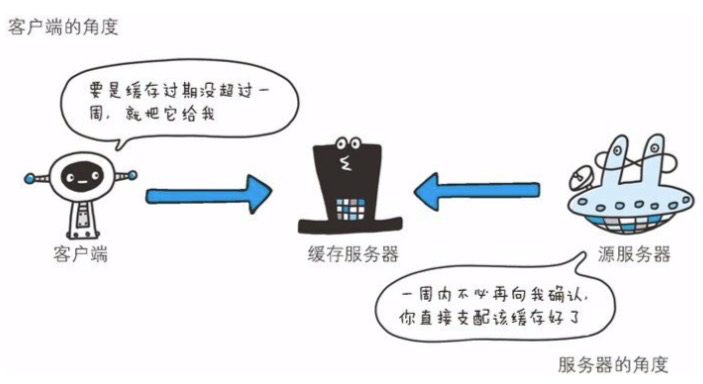 客户端的角度
要是缓存过期没超过一
周，就把它给我
客户端
缓存服务器
源服务器
一周内不必再向我确认，
你直接支配该缓存好了
服务器的角度